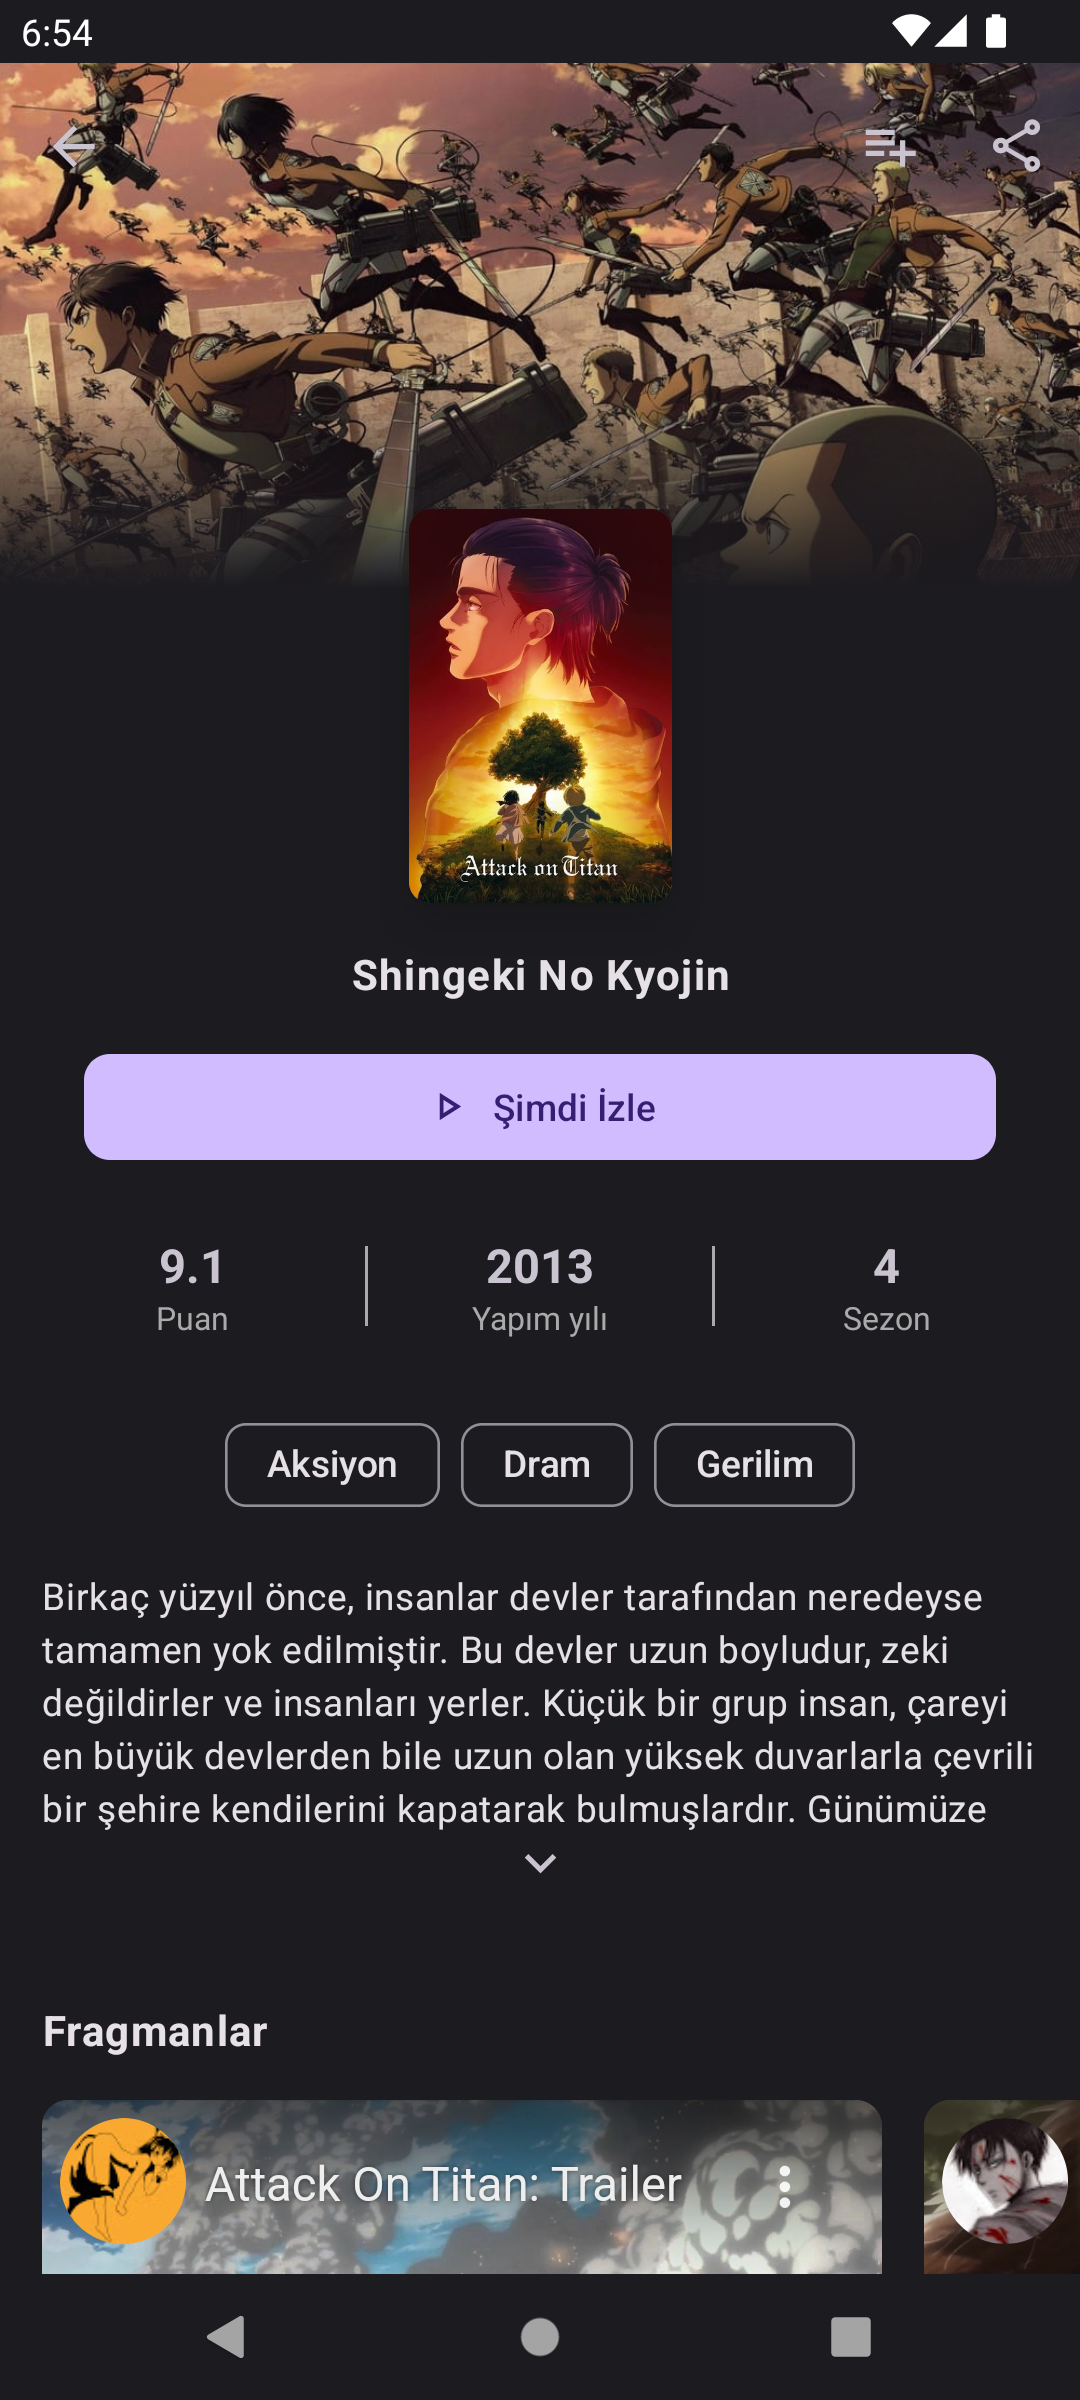 6:54
Attack on Titan
Shingeki No Kyojin
Şimdi İzle
9.1
Puan
2013
Yapım yılı
4
Sezon
Aksiyon
Dram
Gerilim
Birkaç yüzyıl önce, insanlar devler tarafından neredeyse
tamamen yok edilmiştir. Bu devler uzun boyludur, zeki
değildirler ve insanları yerler. Küçük bir grup insan, çareyi
en büyük devlerden bile uzun olan yüksek duvarlarla çevrili
bir şehire kendilerini kapatarak bulmuşlardır. Günümüze
Fragmanlar
Attack On Titan: Trailer